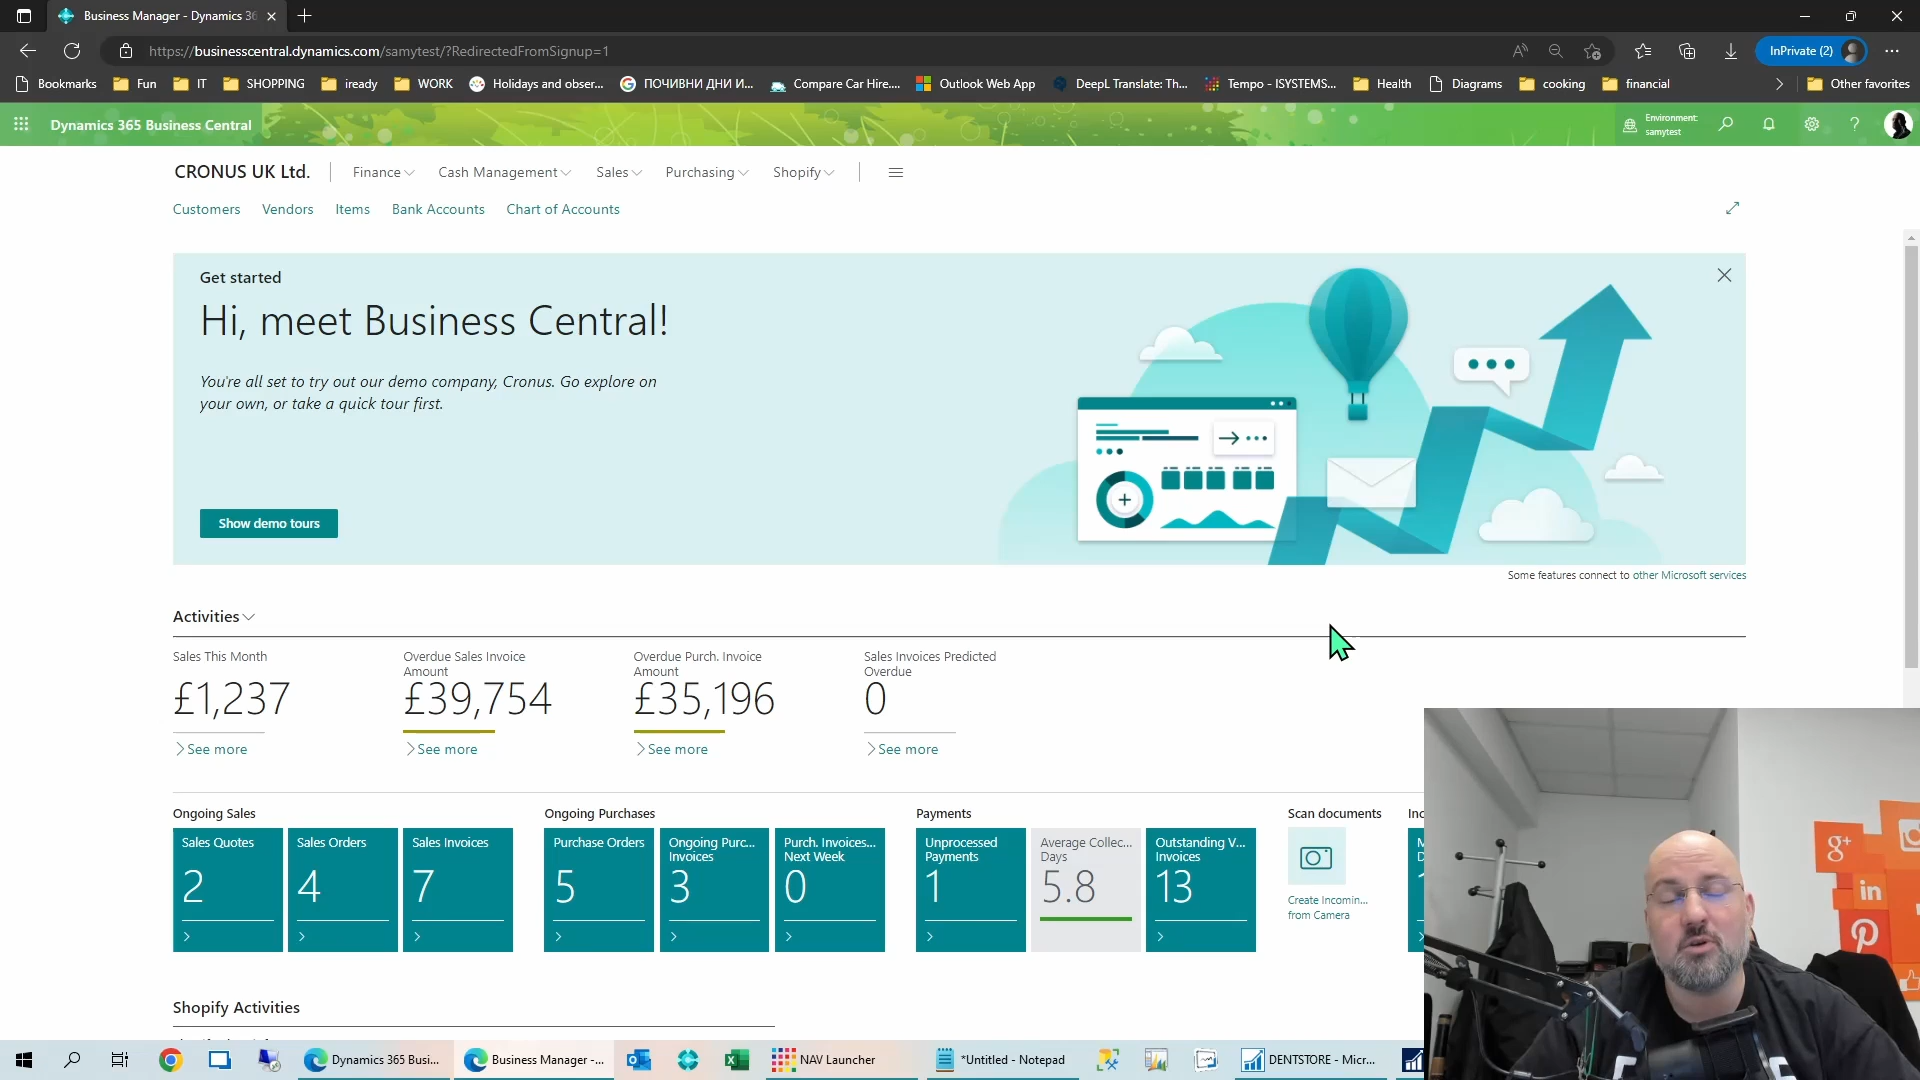 Business Manager - Dynamics 36
https://businesscentral.dynamics.com/samytest/?RedirectedFromSignup=1
InPrivate (2)
Bookmarks
Fun
IT
SHOPPING
iready
WORK
Holidays and obser...
ПОЧИВНИ ДНИ И...
Compare Car Hire....
Outlook Web App
DeepL Translate: Th...
Tempo - ISYSTEMS...
Health
Diagrams
cooking
financial
Other favorites
Dynamics 365 Business Central
Environment:
samytest
CRONUS UK Ltd.
Finance
Cash Management
Sales
Purchasing
Shopify
Customers
Vendors
Items
Bank Accounts
Chart of Accounts
Get started
Hi, meet Business Central!
You're all set to try out our demo company, Cronus. Go explore on
your own, or take a quick tour first.
Show demo tours
Some features connect to other Microsoft services
Activities
Sales This Month
£1,237
See more
Overdue Sales Invoice
Amount
£39,754
See more
Overdue Purch. Invoice
Amount
£35,196
See more
Sales Invoices Predicted
Overdue
0
See more
Ongoing Sales
Sales Quotes
2
Sales Orders
4
Sales Invoices
7
Ongoing Purchases
Purchase Orders
5
Ongoing Purc...
Invoices
3
Purch. Invoices...
Next Week
0
Payments
Unprocessed
Payments
1
Average Collec...
Days
5.8
Outstanding V...
Invoices
13
Scan documents
Create Incomin...
from Camera
Inc
g+
in
Shopify Activities
Dynamics 365 Busi...
Business Manager -...
NAV Launcher
*Untitled - Notepad
DENTSTORE - Micr...